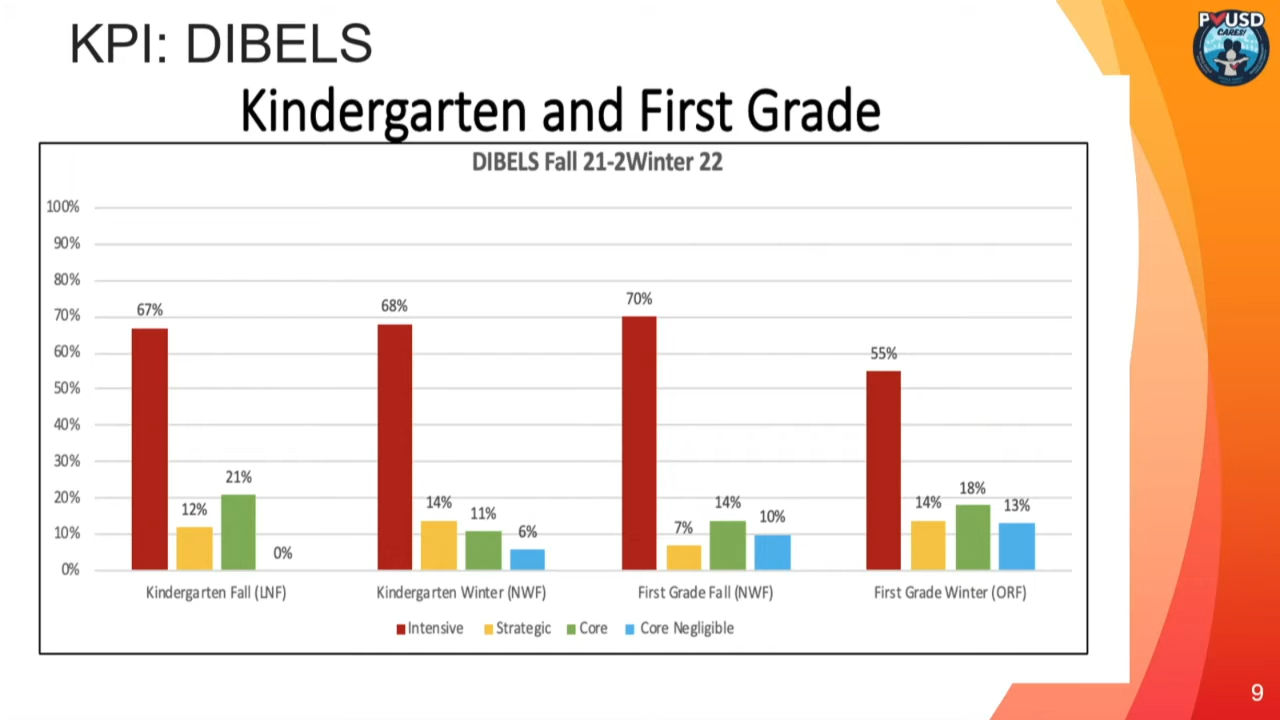 KPI: DIBELS
PVUSD
CARES!
Kindergarten and First Grade
DIBELS Fall 21-2Winter 22
100%
90%
80%
70%
60%
50%
40%
30%
20%
10%
0%
67%
12%
21%
0%
68%
14%
11%
6%
70%
7%
14%
10%
55%
14%
18%
13%
Kindergarten Fall (LNF)
Kindergarten Winter (NWF)
First Grade Fall (NWF)
First Grade Winter (ORF)
Intensive
Strategic
Core
Core Negligible
9